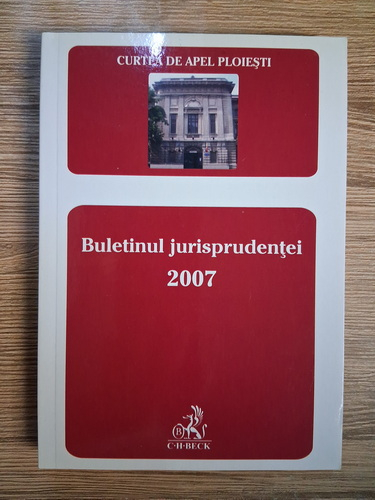 CURTEA DE APEL PLOIEŞTI
Buletinul jurisprudenţei
2007
C·H·BECK